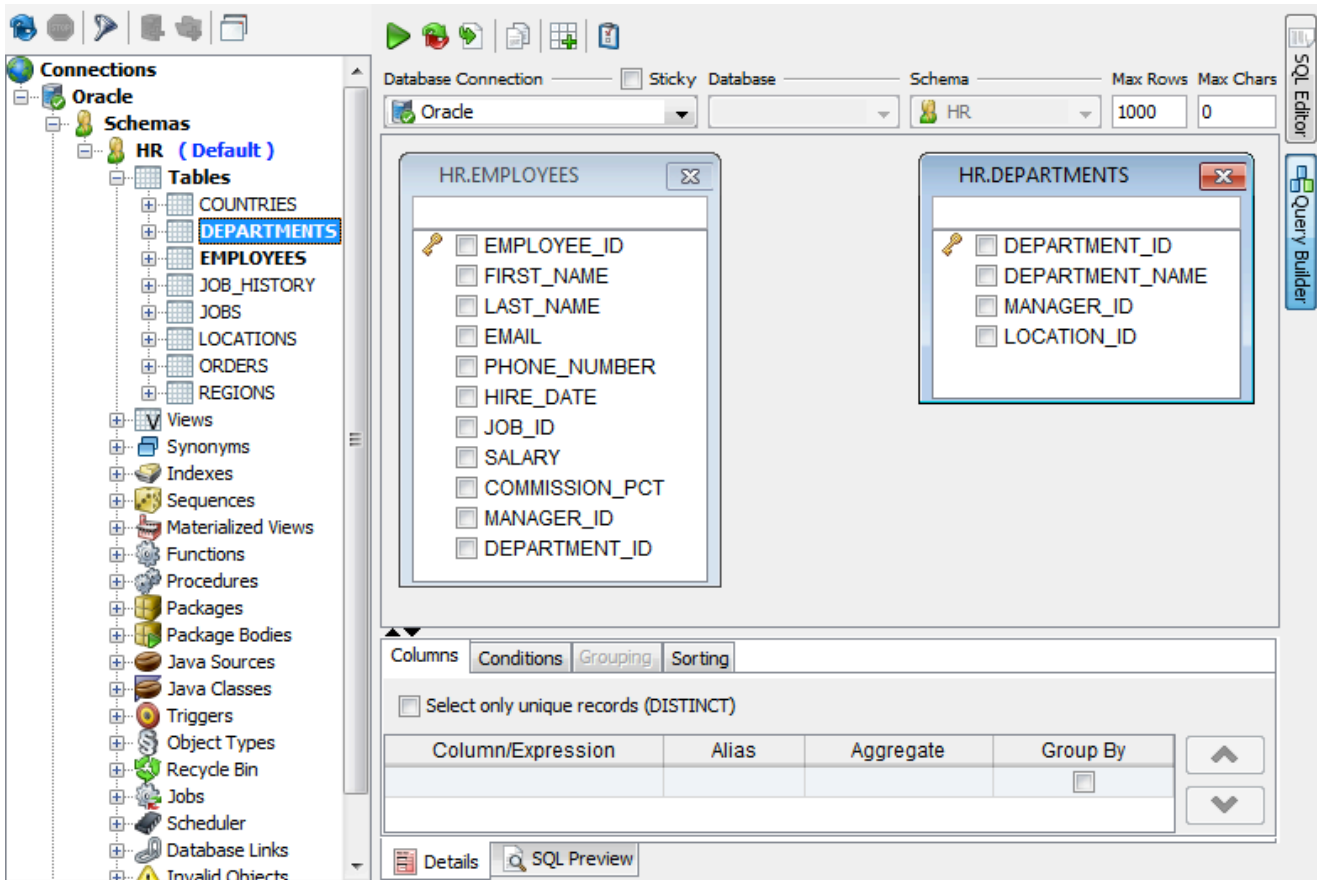 STOP
Connections
Oracle
Schemas
HR ( Default )
Tables
COUNTRIES
DEPARTMENTS
EMPLOYEES
JOB_HISTORY
JOBS
LOCATIONS
ORDERS
REGIONS
Views
Synonyms
Indexes
Sequences
Materialized Views
Functions
Procedures
Packages
Package Bodies
Java Sources
Java Classes
Triggers
Object Types
Recycle Bin
Jobs
Scheduler
Database Links
Invalid Objects
Database Connection Sticky Database Schema Max Rows Max Chars
Oracle HR 1000 0
HR.EMPLOYEES
EMPLOYEE_ID
FIRST_NAME
LAST_NAME
EMAIL
PHONE_NUMBER
HIRE_DATE
JOB_ID
SALARY
COMMISSION_PCT
MANAGER_ID
DEPARTMENT_ID
HR.DEPARTMENTS
DEPARTMENT_ID
DEPARTMENT_NAME
MANAGER_ID
LOCATION_ID
Columns Conditions Grouping Sorting
Select only unique records (DISTINCT)
Column/Expression Alias Aggregate Group By
Details SQL Preview
SQL Editor
Query Builder